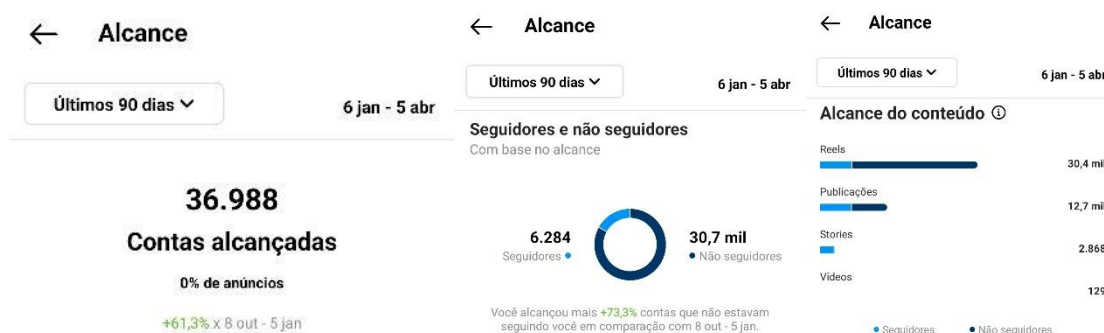 Alcance
Últimos 90 dias
6 jan - 5 abr
36.988
Contas alcançadas
0% de anúncios
+61,3% x 8 out - 5 jan
Alcance
Últimos 90 dias
6 jan - 5 abr
Seguidores e não seguidores
Com base no alcance
6.284
Seguidores
30,7 mil
Não seguidores
Você alcançou mais +73,3% contas que não estavam
seguindo você em comparação com 8 out - 5 jan.
Alcance
Últimos 90 dias
6 jan - 5 abr
Alcance do conteúdo
Reels
30,4 mil
Publicações
12,7 mil
Stories
2.868
Vídeos
129
Seguidores
Não seguidores